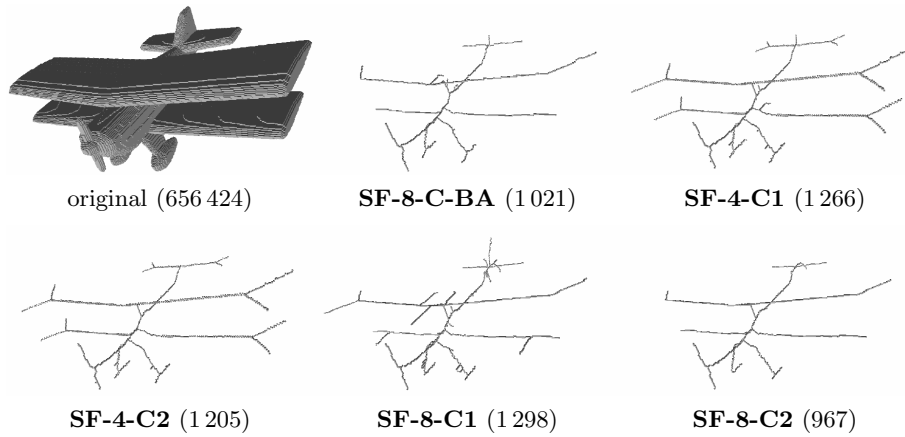 original (656 424) SF-8-C-BA (1 021) SF-4-C1 (1 266)
SF-4-C2 (1 205) SF-8-C1 (1 298) SF-8-C2 (967)